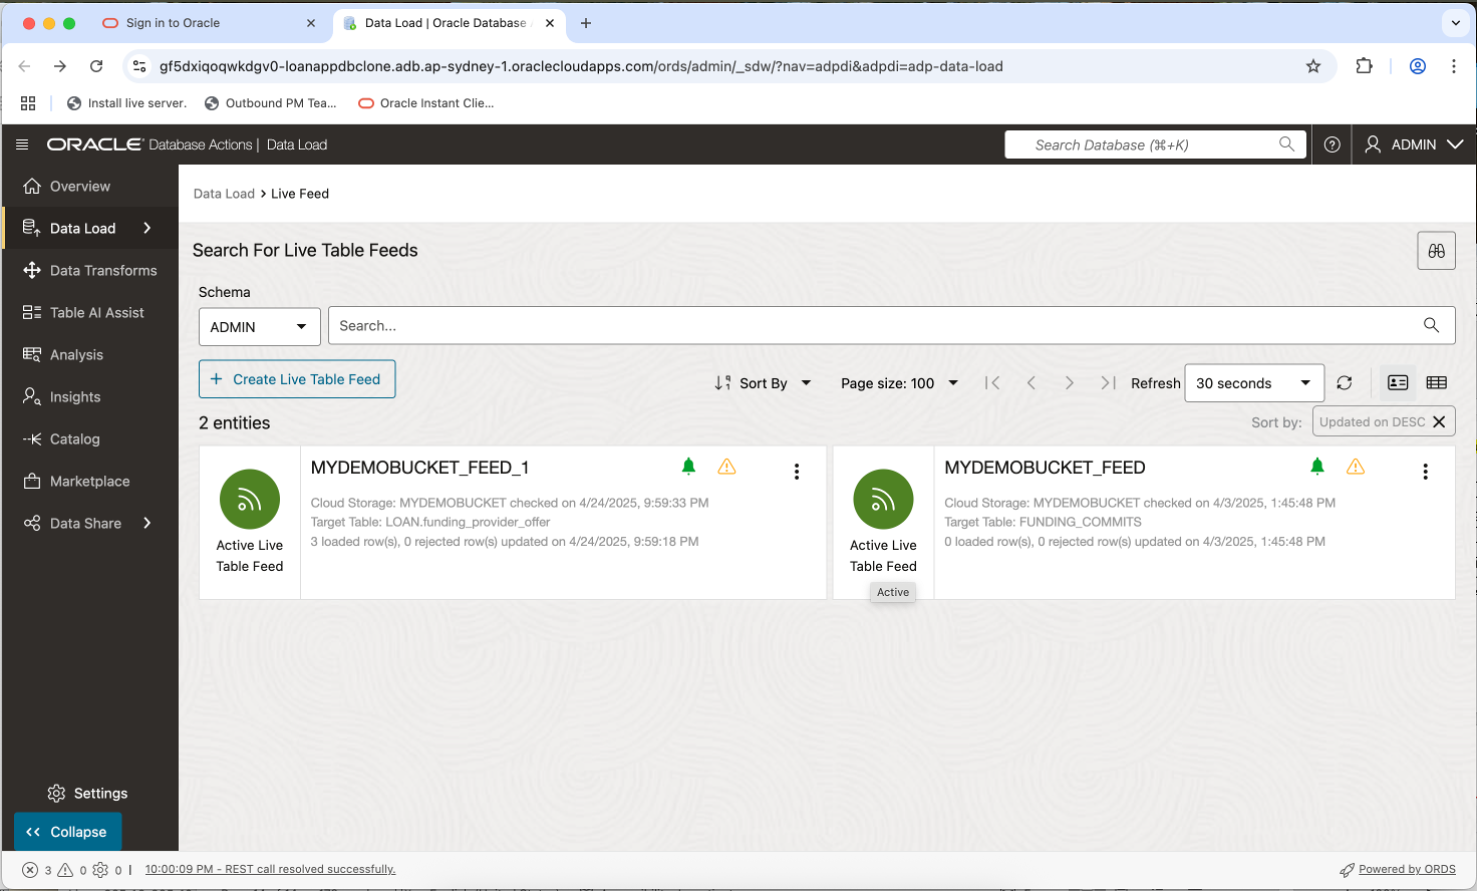 Sign in to Oracle
Data Load | Oracle Database
gf5dxiqoqwkdgv0-loanappdbclone.adb.ap-sydney-1.oraclecloudapps.com/ords/admin/_sdw/?nav=adpdi&adpdi=adp-data-load
Install live server.
Outbound PM Tea...
Oracle Instant Clie...
ORACLE Database Actions | Data Load
Search Database (⌘+K)
ADMIN
Overview
Data Load
Data Transforms
Table AI Assist
Analysis
Insights
Catalog
Marketplace
Data Share
Settings
Collapse
Data Load > Live Feed
Search For Live Table Feeds
Schema
ADMIN
Search...
+ Create Live Table Feed
Sort By
Page size: 100
Refresh
30 seconds
2 entities
Sort by:
Updated on DESC
Active Live
Table Feed
MYDEMOBUCKET_FEED_1
Cloud Storage: MYDEMOBUCKET checked on 4/24/2025, 9:59:33 PM
Target Table: LOAN.funding_provider_offer
3 loaded row(s), 0 rejected row(s) updated on 4/24/2025, 9:59:18 PM
Active Live
Table Feed
Active
MYDEMOBUCKET_FEED
Cloud Storage: MYDEMOBUCKET checked on 4/3/2025, 1:45:48 PM
Target Table: FUNDING_COMMITS
0 loaded row(s), 0 rejected row(s) updated on 4/3/2025, 1:45:48 PM
3 0 0 | 10:00:09 PM - REST call resolved successfully.
Powered by ORDS